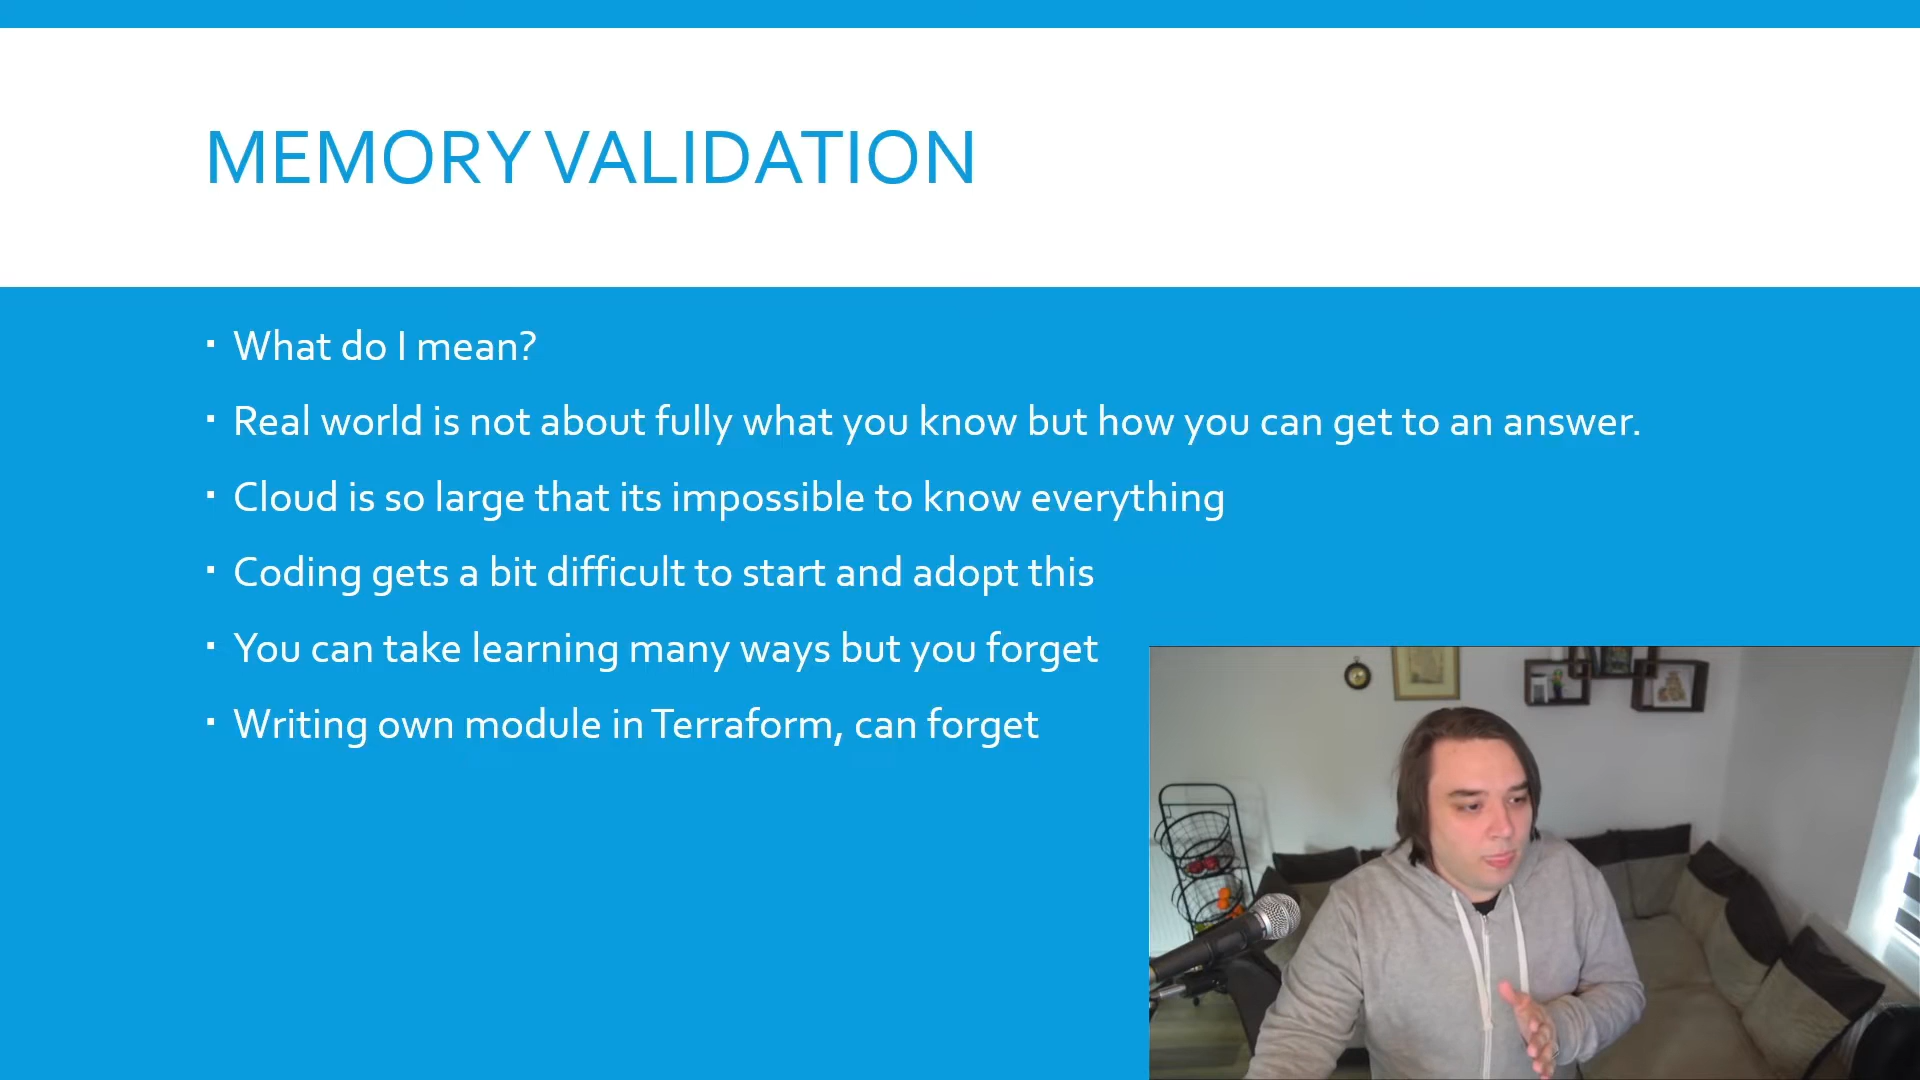 MEMORY VALIDATION
▪ What do I mean?
▪ Real world is not about fully what you know but how you can get to an answer.
▪ Cloud is so large that its impossible to know everything
▪ Coding gets a bit difficult to start and adopt this
▪ You can take learning many ways but you forget
▪ Writing own module in Terraform, can forget